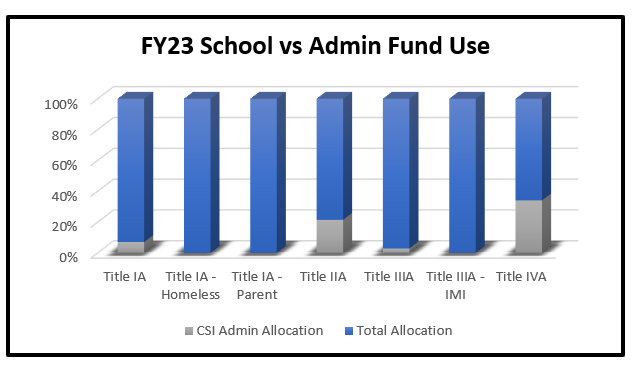 FY23 School vs Admin Fund Use
100%
80%
60%
40%
20%
0%
Title IA
Title IA -
Homeless
Title IA -
Parent
Title IIA
Title IIIA
Title IIIA -
IMI
Title IVA
CSI Admin Allocation
Total Allocation